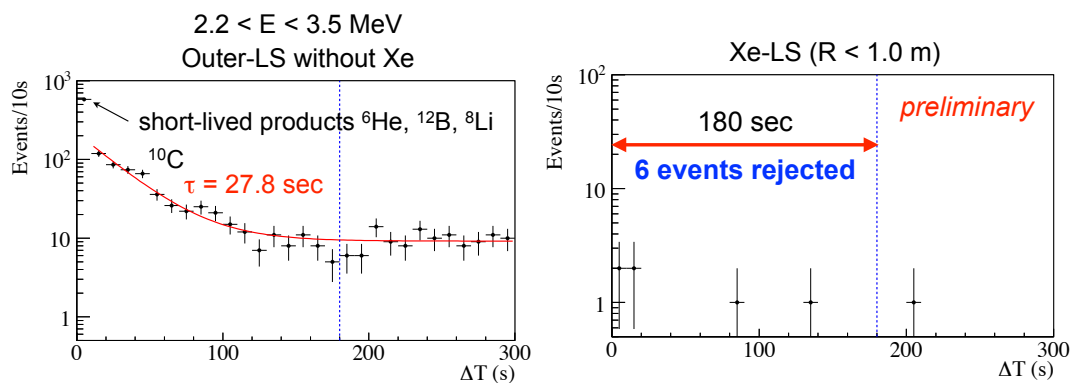 2.2 < E < 3.5 MeV
Outer-LS without Xe
Events/10s
10³
10²
10
1
short-lived products ⁶He, ¹²B, ⁸Li
¹⁰C
τ = 27.8 sec
0 100 200 300
ΔT (s)
Xe-LS (R < 1.0 m)
Events/10s
10²
10
1
preliminary
180 sec
6 events rejected
0 100 200 300
ΔT (s)